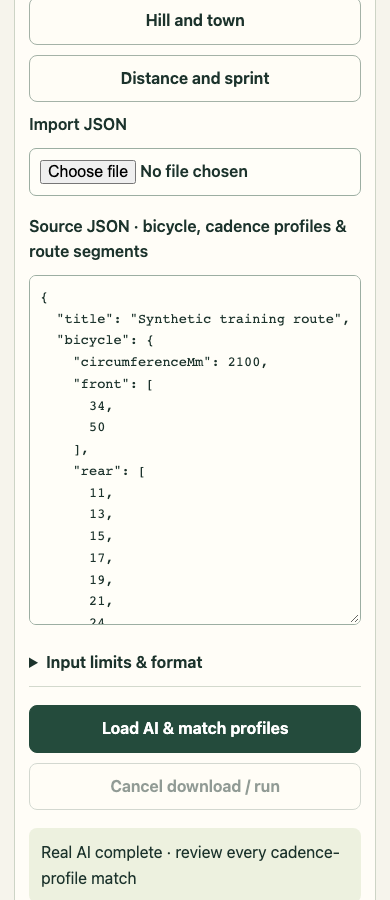 Hill and town
Distance and sprint
Import JSON
Choose file No file chosen
Source JSON · bicycle, cadence profiles &
route segments
{
  "title": "Synthetic training route",
  "bicycle": {
    "circumferenceMm": 2100,
    "front": [
      34,
      50
    ],
    "rear": [
      11,
      13,
      15,
      17,
      19,
      21,
      24
Input limits & format
Load AI & match profiles
Cancel download / run
Real AI complete · review every cadence-
profile match